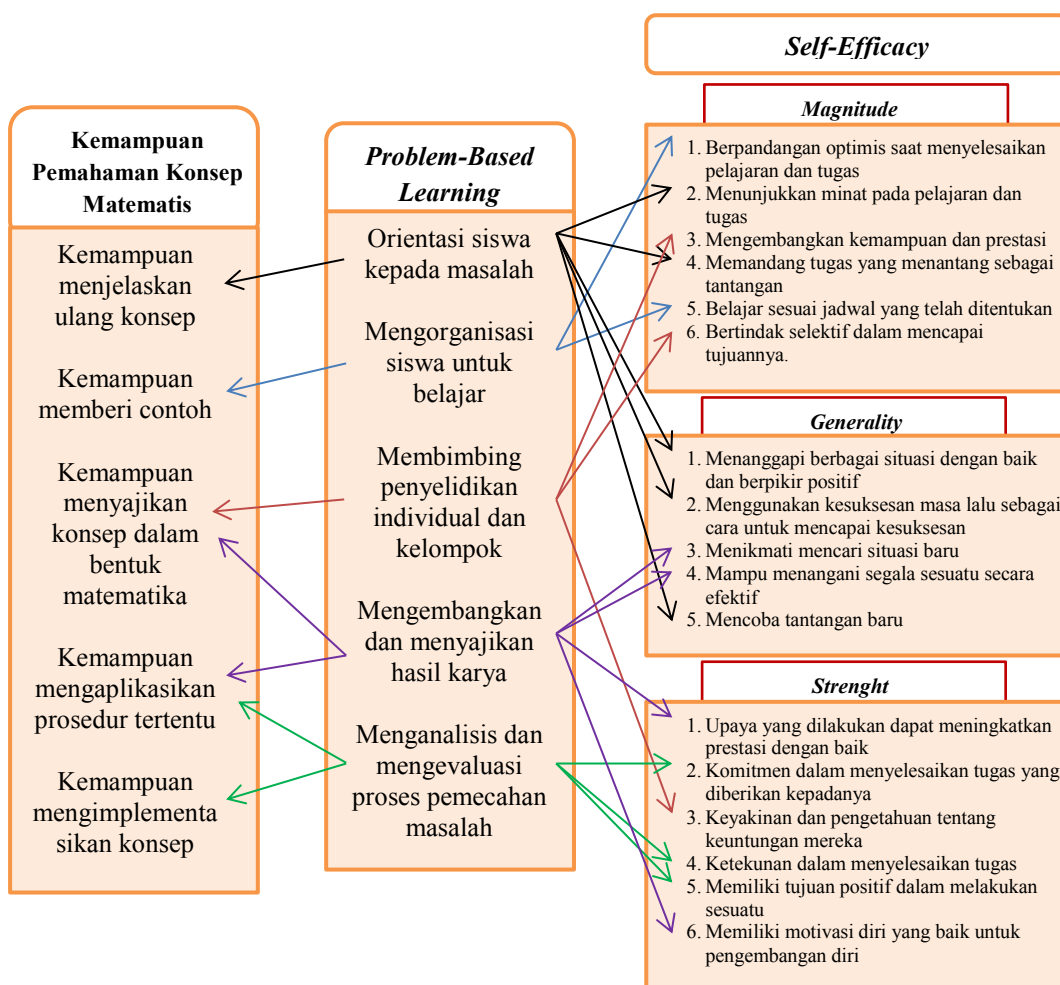 Kemampuan
Pemahaman Konsep
Matematis
Kemampuan
menjelaskan
ulang konsep
Kemampuan
memberi contoh
Kemampuan
menyajikan
konsep dalam
bentuk
matematika
Kemampuan
mengaplikasikan
prosedur tertentu
Kemampuan
mengimplementa
sikan konsep
Problem-Based
Learning
Orientasi siswa
kepada masalah
Mengorganisasi
siswa untuk
belajar
Membimbing
penyelidikan
individual dan
kelompok
Mengembangkan
dan menyajikan
hasil karya
Menganalisis dan
mengevaluasi
proses pemecahan
masalah
Self-Efficacy
Magnitude
1. Berpandangan optimis saat menyelesaikan
pelajaran dan tugas
2. Menunjukkan minat pada pelajaran dan
tugas
3. Mengembangkan kemampuan dan prestasi
4. Memandang tugas yang menantang sebagai
tantangan
5. Belajar sesuai jadwal yang telah ditentukan
6. Bertindak selektif dalam mencapai
tujuannya.
Generality
1. Menanggapi berbagai situasi dengan baik
dan berpikir positif
2. Menggunakan kesuksesan masa lalu sebagai
cara untuk mencapai kesuksesan
3. Menikmati mencari situasi baru
4. Mampu menangani segala sesuatu secara
efektif
5. Mencoba tantangan baru
Strenght
1. Upaya yang dilakukan dapat meningkatkan
prestasi dengan baik
2. Komitmen dalam menyelesaikan tugas yang
diberikan kepadanya
3. Keyakinan dan pengetahuan tentang
keuntungan mereka
4. Ketekunan dalam menyelesaikan tugas
5. Memiliki tujuan positif dalam melakukan
sesuatu
6. Memiliki motivasi diri yang baik untuk
pengembangan diri